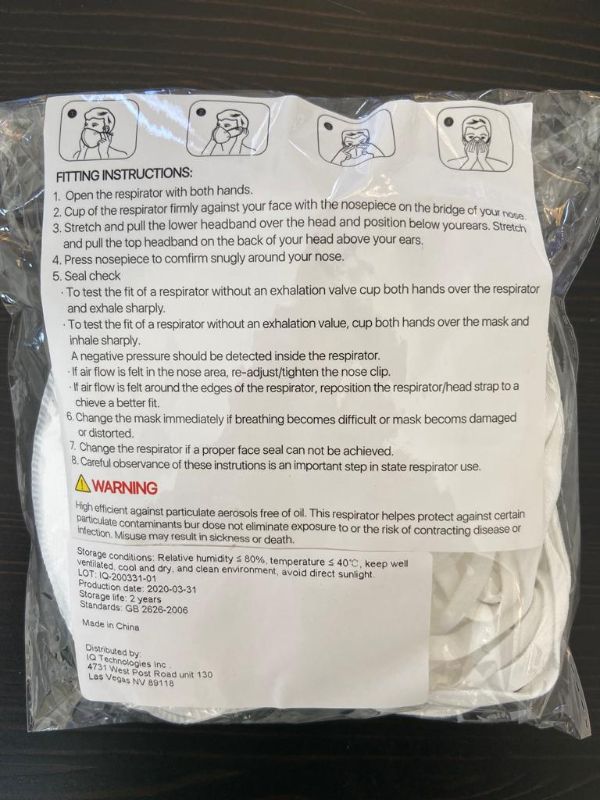 FITTING INSTRUCTIONS:
1. Open the respirator with both hands.
2. Cup of the respirator firmly against your face with the nosepiece on the bridge of your nose.
3. Stretch and pull the lower headband over the head and position below yourears. Stretch
and pull the top headband on the back of your head above your ears.
4. Press nosepiece to comfirm snugly around your nose.
5. Seal check
· To test the fit of a respirator without an exhalation valve cup both hands over the respirator
and exhale sharply.
· To test the fit of a respirator without an exhalation value, cup both hands over the mask and
inhale sharply.
A negative pressure should be detected inside the respirator.
· If air flow is felt in the nose area, re-adjust/tighten the nose clip.
· If air flow is felt around the edges of the respirator, reposition the respirator/head strap to a
chieve a better fit.
6. Change the mask immediately if breathing becomes difficult or mask becoms damaged
or distorted.
7. Change the respirator if a proper face seal can not be achieved.
8. Careful observance of these instrutions is an important step in state respirator use.
WARNING
High efficient against particulate aerosols free of oil. This respirator helpes protect against certain
particulate contaminants bur dose not eliminate exposure to or the risk of contracting disease or
infection. Misuse may result in sickness or death.
Storage conditions: Relative humidity ≤ 80%, temperature ≤ 40℃, keep well
ventilated, cool and dry, and clean environment, avoid direct sunlight.
LOT: IQ-200331-01
Production date: 2020-03-31
Storage life: 2 years
Standards: GB 2626-2006
Made in China
Distributed by:
IQ Technologies Inc.
4731 West Post Road unit 130
Las Vegas NV 89118